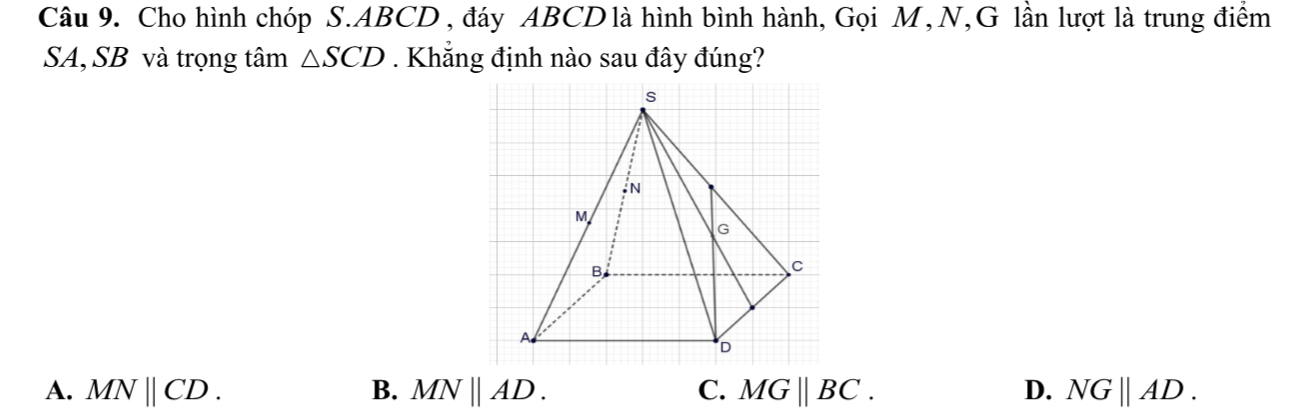 Câu 9. Cho hình chóp S.ABCD , đáy ABCD là hình bình hành, Gọi M , N , G lần lượt là trung điểm
SA, SB và trọng tâm △SCD . Khẳng định nào sau đây đúng?
S
N
M
G
B
C
A
D
A. MN || CD . B. MN || AD . C. MG || BC . D. NG || AD .